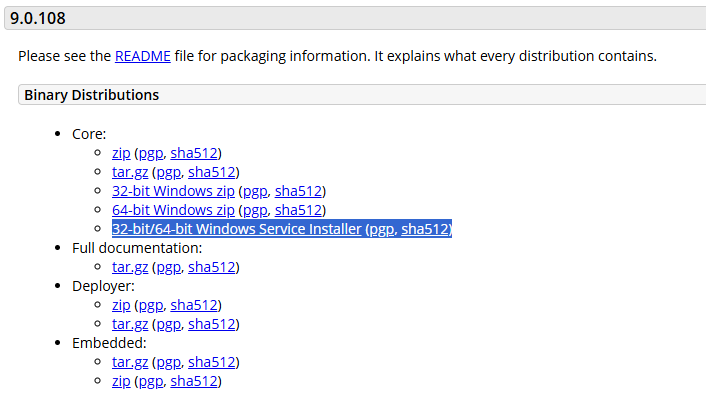 9.0.108
Please see the README file for packaging information. It explains what every distribution contains.
Binary Distributions
Core:
zip (pgp, sha512)
tar.gz (pgp, sha512)
32-bit Windows zip (pgp, sha512)
64-bit Windows zip (pgp, sha512)
32-bit/64-bit Windows Service Installer (pgp, sha512)
Full documentation:
tar.gz (pgp, sha512)
Deployer:
zip (pgp, sha512)
tar.gz (pgp, sha512)
Embedded:
tar.gz (pgp, sha512)
zip (pgp, sha512)